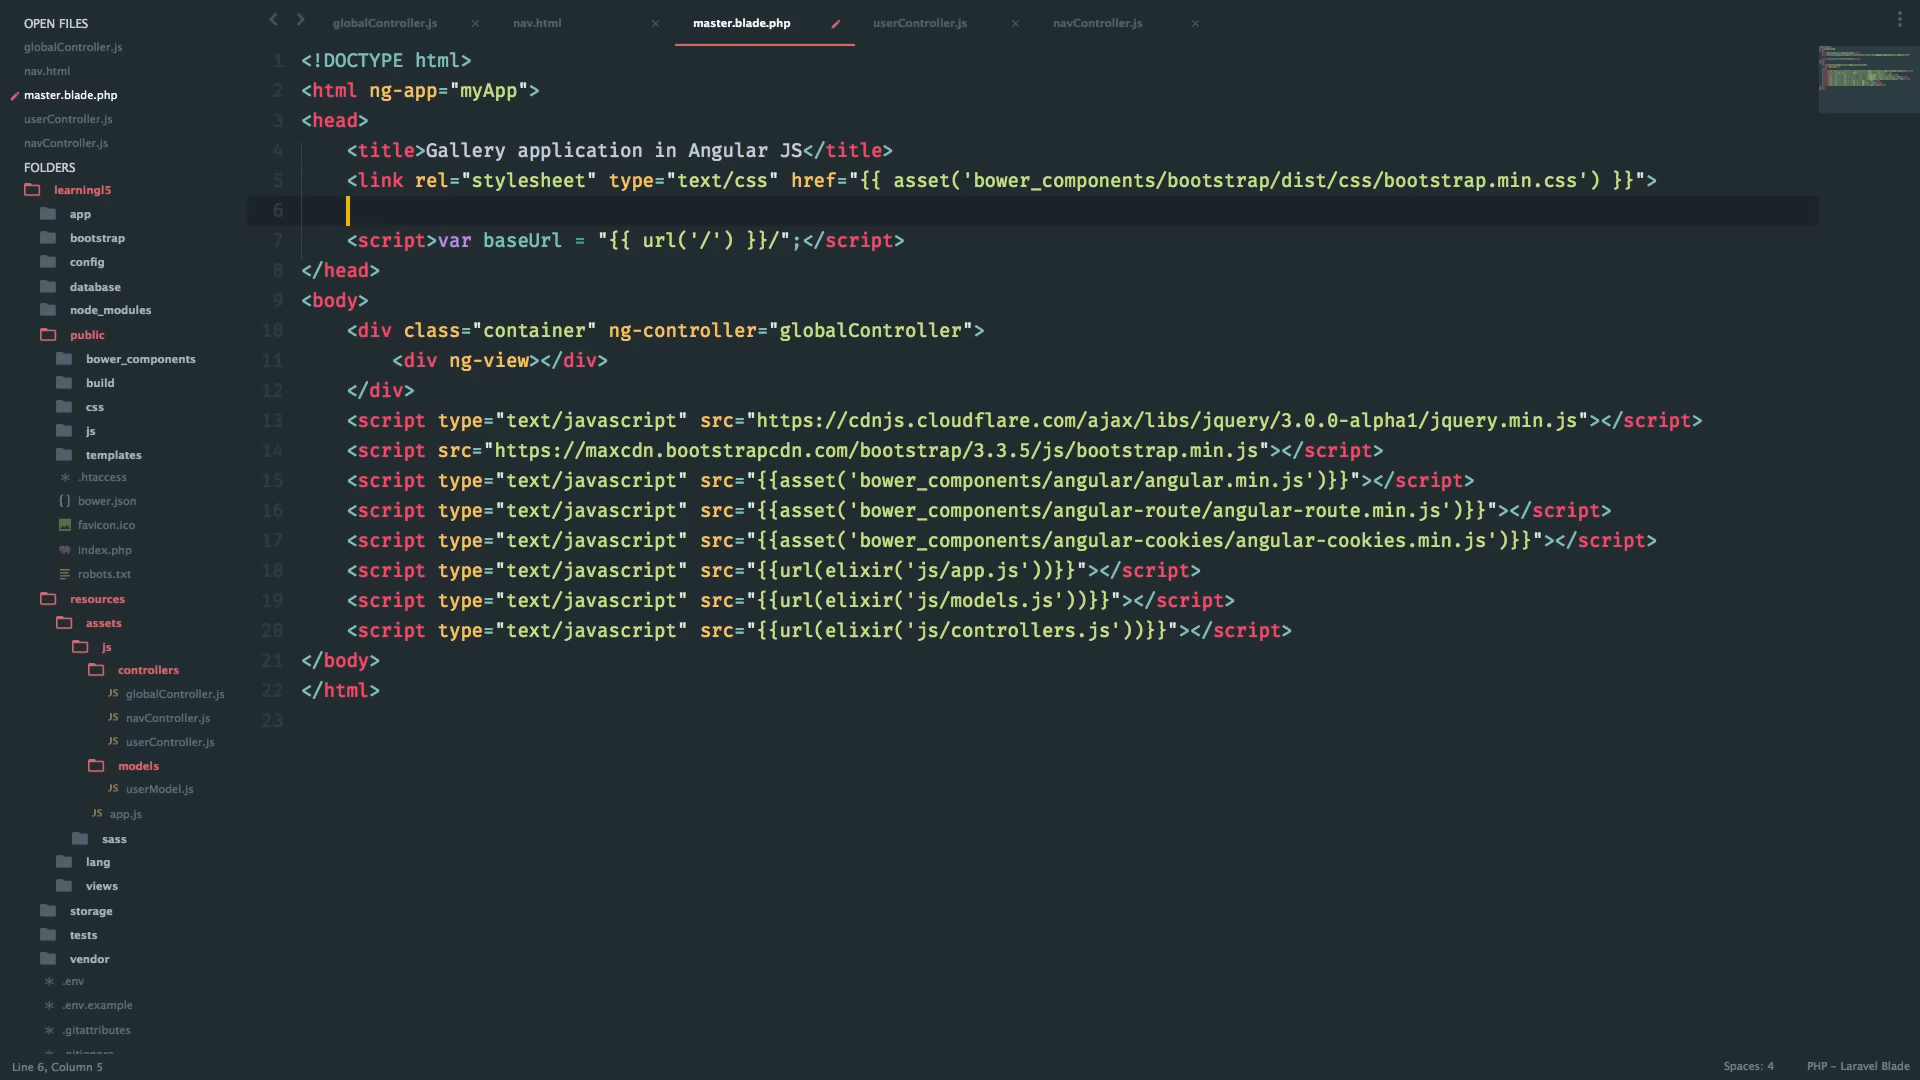 OPEN FILES
globalController.js
nav.html
master.blade.php
userController.js
navController.js
FOLDERS
learningl5
app
bootstrap
config
database
node_modules
public
bower_components
build
css
js
templates
.htaccess
bower.json
favicon.ico
index.php
robots.txt
resources
assets
js
controllers
JS globalController.js
JS navController.js
JS userController.js
models
JS userModel.js
JS app.js
sass
lang
views
storage
tests
vendor
.env
.env.example
.gitattributes
.gitignore
globalController.js
nav.html
master.blade.php
userController.js
navController.js
1 <!DOCTYPE html>
2 <html ng-app="myApp">
3 <head>
4 <title>Gallery application in Angular JS</title>
5 <link rel="stylesheet" type="text/css" href="{{ asset('bower_components/bootstrap/dist/css/bootstrap.min.css') }}">
6
7 <script>var baseUrl = "{{ url('/') }}/";</script>
8 </head>
9 <body>
10 <div class="container" ng-controller="globalController">
11 <div ng-view></div>
12 </div>
13 <script type="text/javascript" src="https://cdnjs.cloudflare.com/ajax/libs/jquery/3.0.0-alpha1/jquery.min.js"></script>
14 <script src="https://maxcdn.bootstrapcdn.com/bootstrap/3.3.5/js/bootstrap.min.js"></script>
15 <script type="text/javascript" src="{{asset('bower_components/angular/angular.min.js')}}"></script>
16 <script type="text/javascript" src="{{asset('bower_components/angular-route/angular-route.min.js')}}"></script>
17 <script type="text/javascript" src="{{asset('bower_components/angular-cookies/angular-cookies.min.js')}}"></script>
18 <script type="text/javascript" src="{{url(elixir('js/app.js'))}}"></script>
19 <script type="text/javascript" src="{{url(elixir('js/models.js'))}}"></script>
20 <script type="text/javascript" src="{{url(elixir('js/controllers.js'))}}"></script>
21 </body>
22 </html>
23
Line 6, Column 5
Spaces: 4
PHP - Laravel Blade